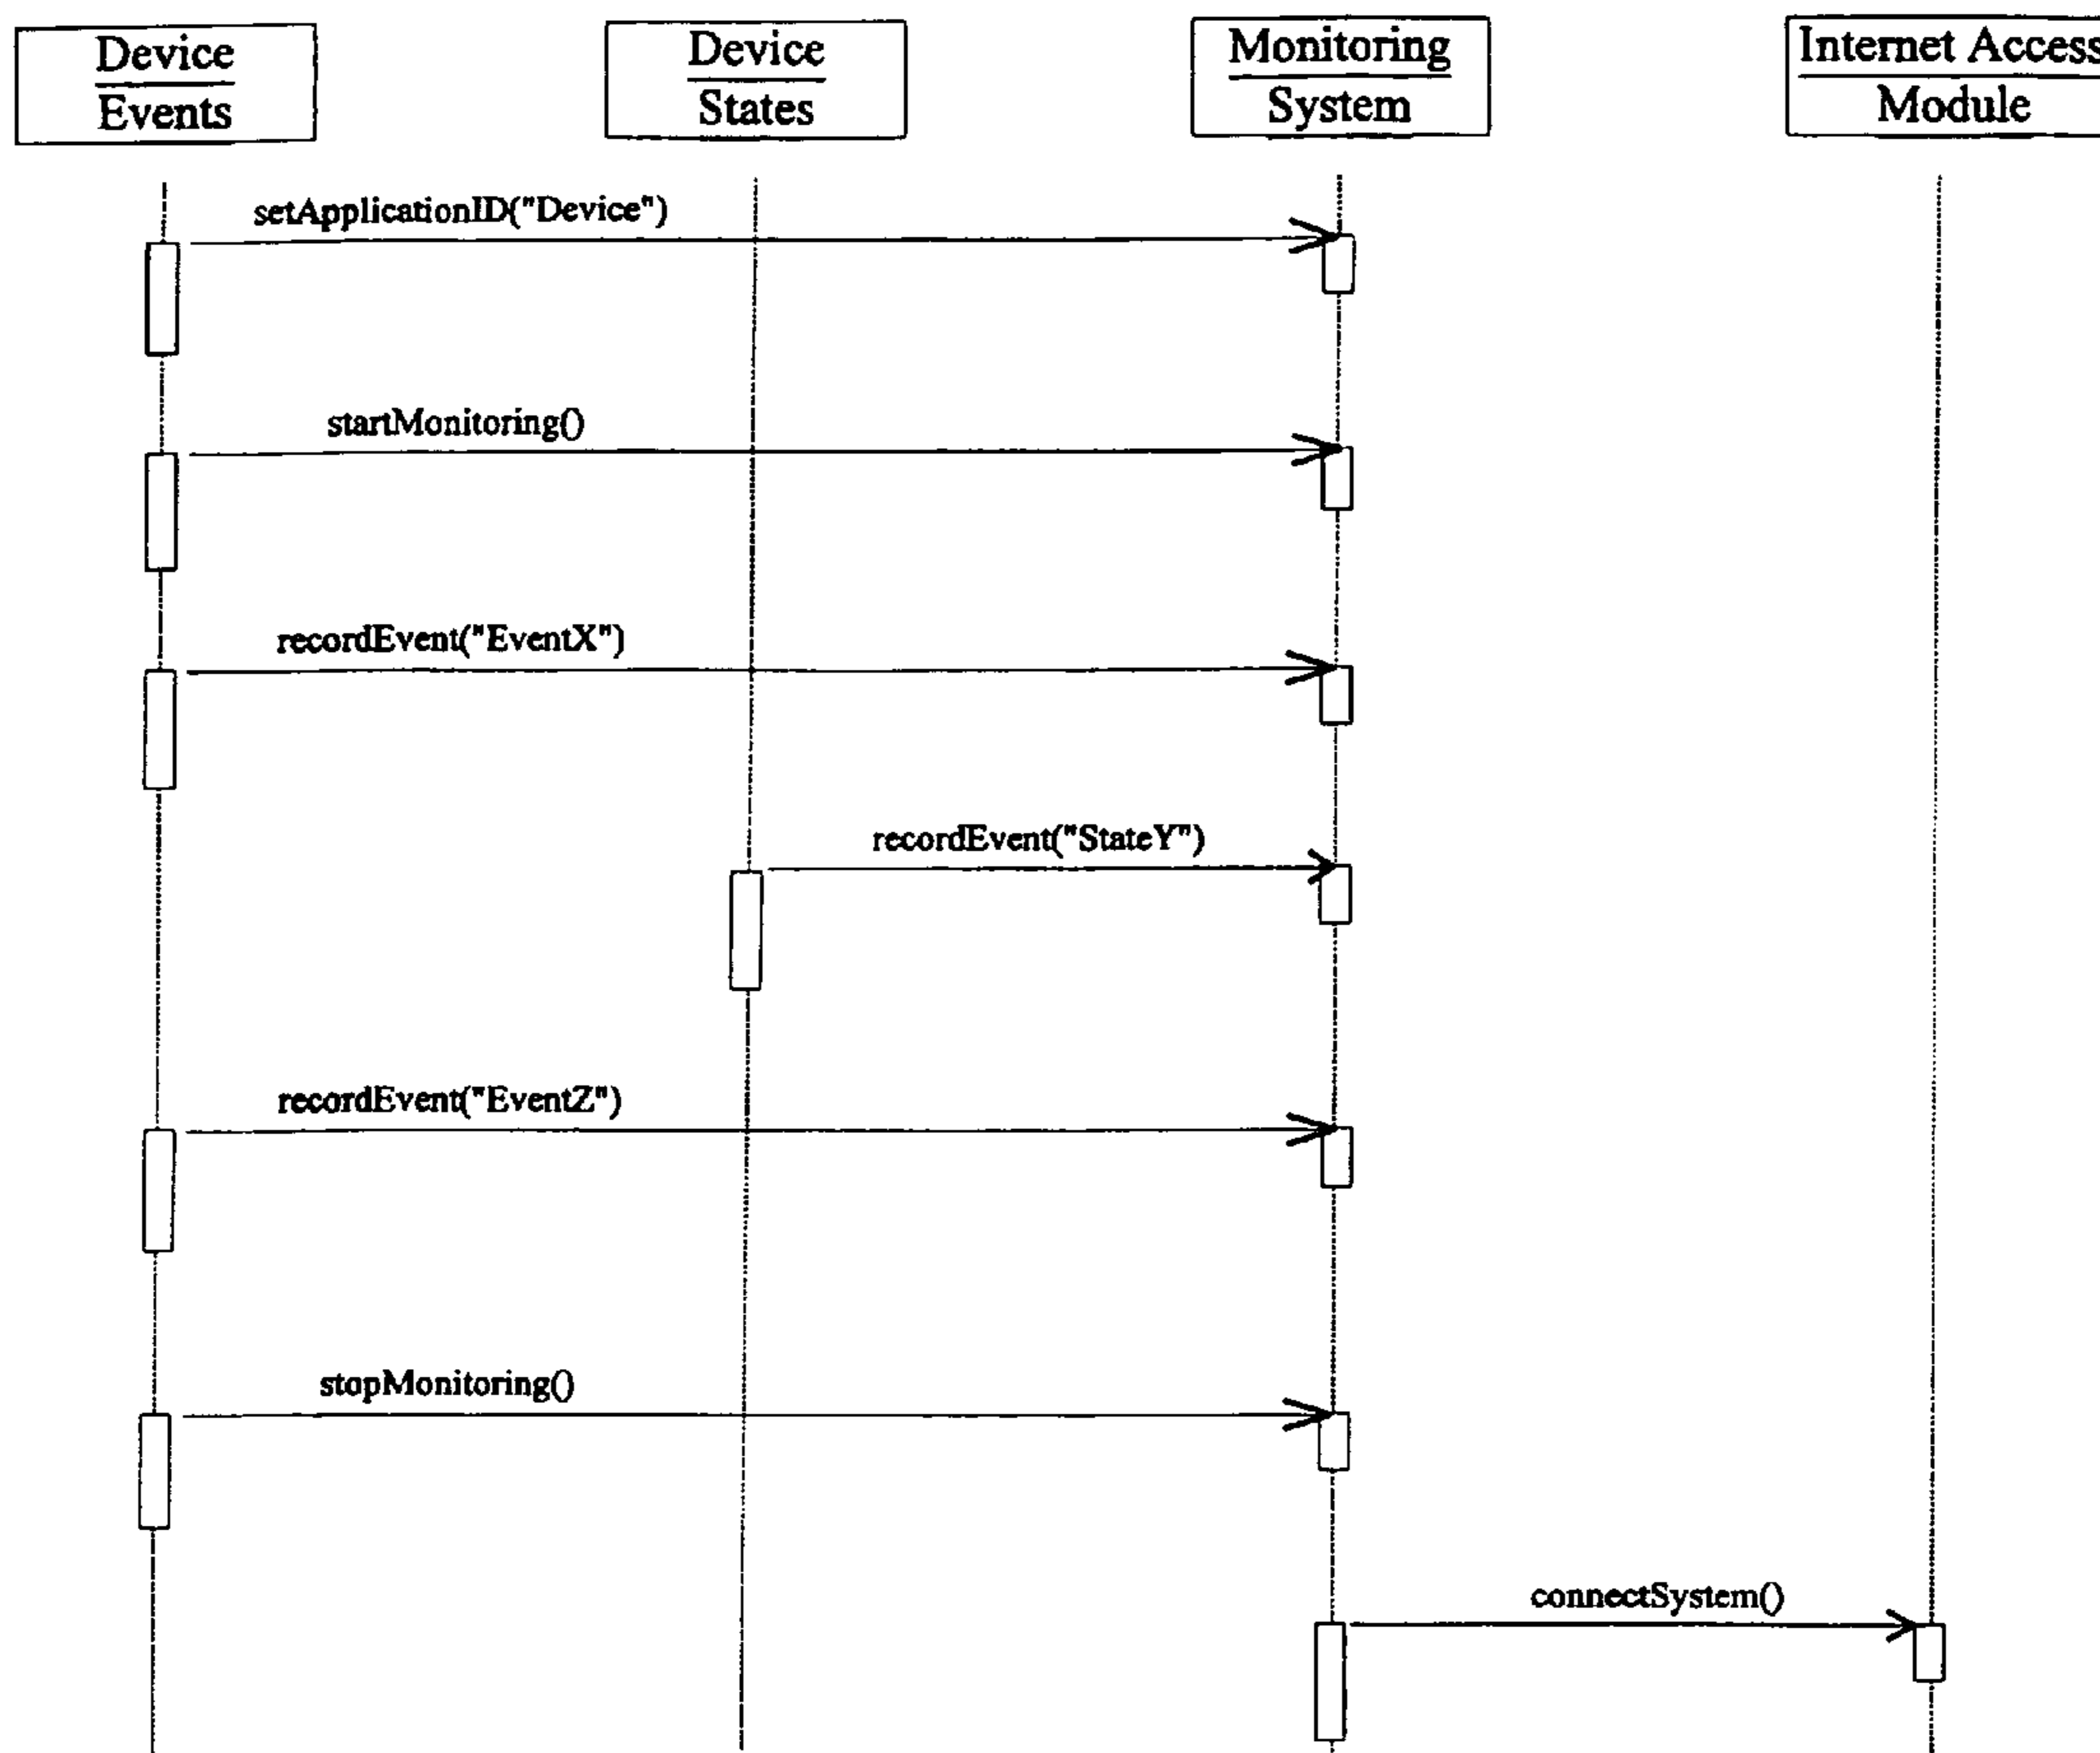 Device
Events
Device
States
Monitoring
System
Internet Access
Module
setApplicationID("Device")
startMonitoring()
recordEvent("EventX")
recordEvent("StateY")
recordEvent("EventZ")
stopMonitoring()
connectSystem()